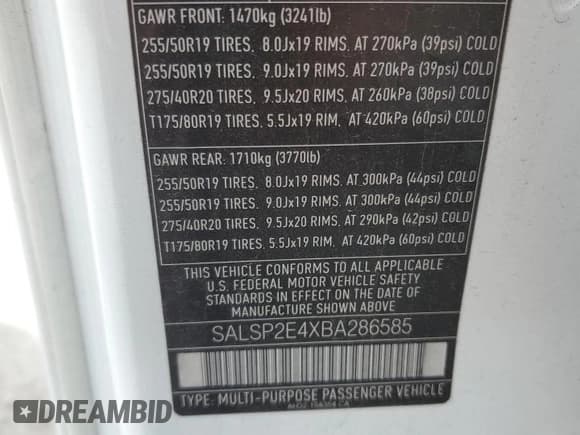 GAWR FRONT: 1470kg (3241lb)
255/50R19 TIRES, 8.0Jx19 RIMS, AT 270kPa (39psi) COLD
255/50R19 TIRES, 9.0Jx19 RIMS, AT 270kPa (39psi) COLD
275/40R20 TIRES, 9.5Jx20 RIMS, AT 260kPa (38psi) COLD
T175/80R19 TIRES, 5.5Jx19 RIM, AT 420kPa (60psi) COLD
GAWR REAR: 1710kg (3770lb)
255/50R19 TIRES, 8.0Jx19 RIMS, AT 300kPa (44psi) COLD
255/50R19 TIRES, 9.0Jx19 RIMS, AT 300kPa (44psi) COLD
275/40R20 TIRES, 9.5Jx20 RIMS, AT 290kPa (42psi) COLD
T175/80R19 TIRES, 5.5Jx19 RIM, AT 420kPa (60psi) COLD
THIS VEHICLE CONFORMS TO ALL APPLICABLE
U.S. FEDERAL MOTOR VEHICLE SAFETY
STANDARDS IN EFFECT ON THE DATE OF
MANUFACTURE SHOWN ABOVE
SALSP2E4XBA286585
TYPE: MULTI-PURPOSE PASSENGER VEHICLE
DREAMBID